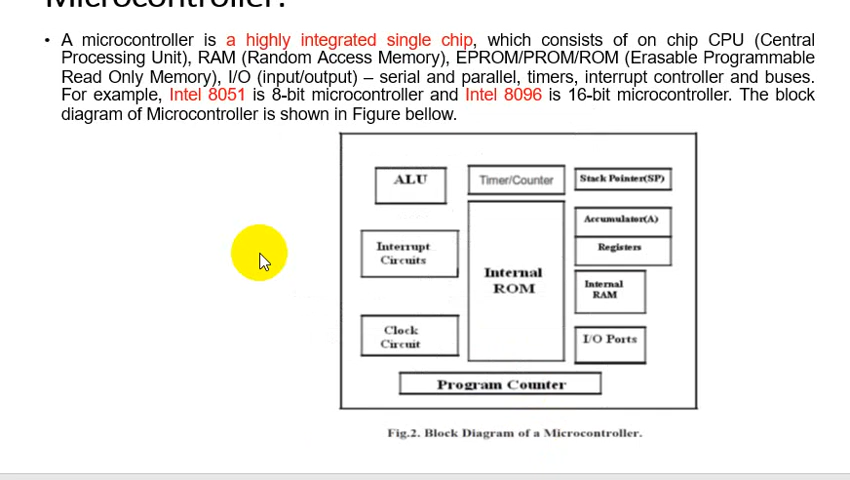 Microcontroller?
• A microcontroller is a highly integrated single chip, which consists of on chip CPU (Central
Processing Unit), RAM (Random Access Memory), EPROM/PROM/ROM (Erasable Programmable
Read Only Memory), I/O (input/output) – serial and parallel, timers, interrupt controller and buses.
For example, Intel 8051 is 8-bit microcontroller and Intel 8096 is 16-bit microcontroller. The block
diagram of Microcontroller is shown in Figure bellow.
ALU
Timer/Counter
Stack Pointer(SP)
Accumulator(A)
Registers
Interrupt
Circuits
Internal
ROM
Internal
RAM
Clock
Circuit
I/O Ports
Program Counter
Fig.2. Block Diagram of a Microcontroller.